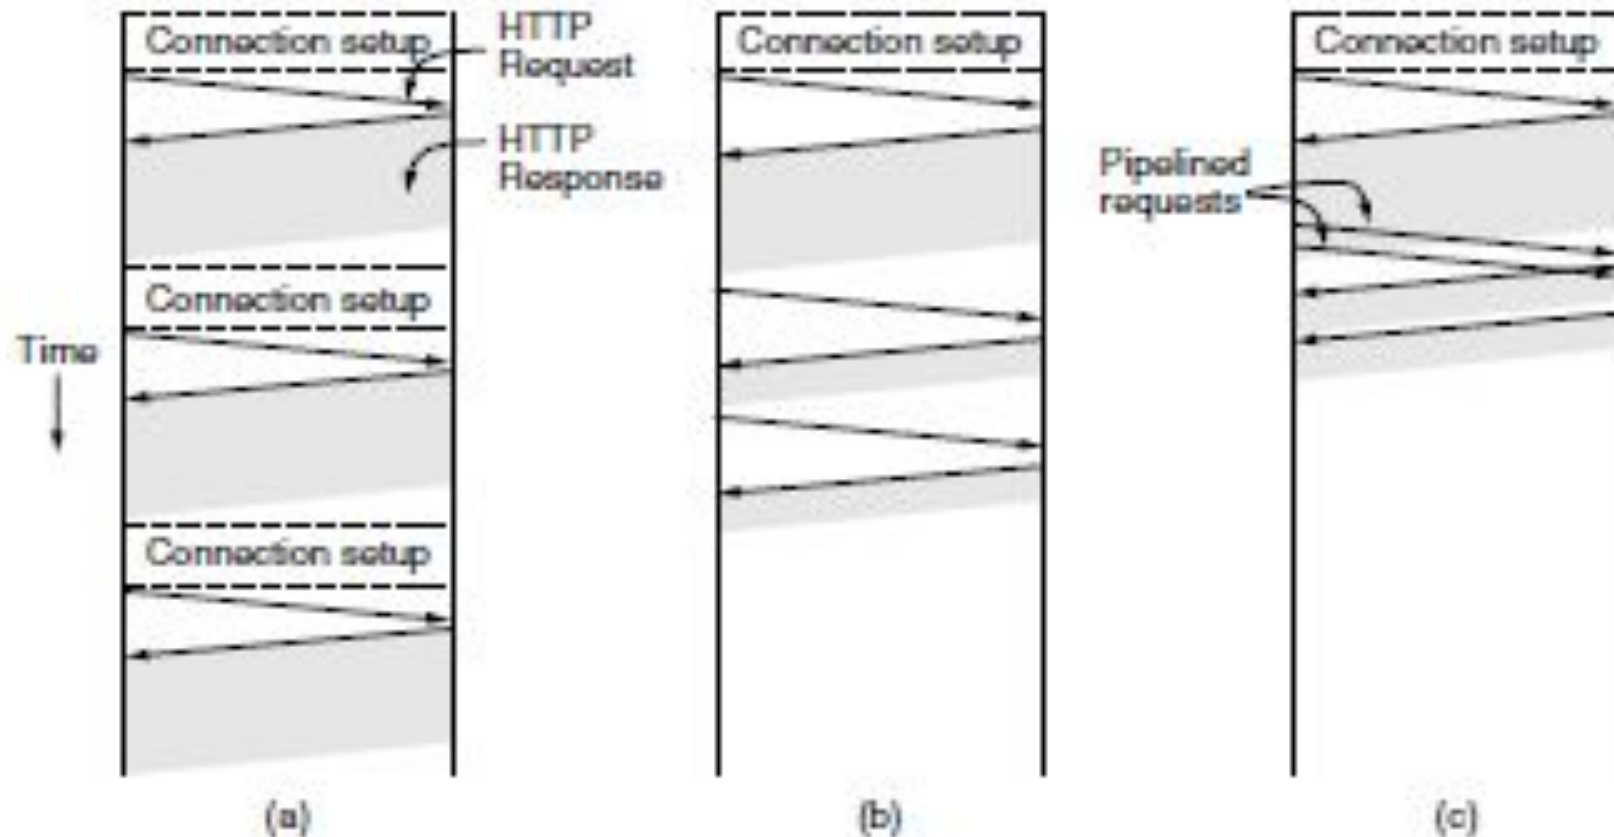 Connection setup
HTTP
Request
HTTP
Response
Connection setup
Time
Connection setup
(a)
Connection setup
(b)
Connection setup
Pipelined
requests
(c)